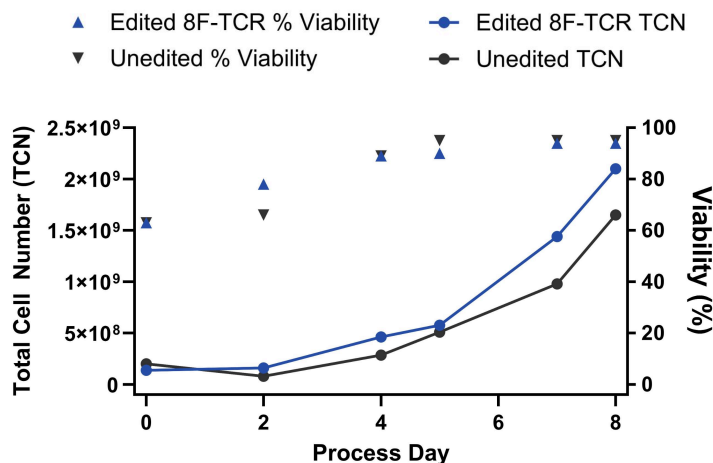 Edited 8F-TCR % Viability
Edited 8F-TCR TCN
Unedited % Viability
Unedited TCN
Total Cell Number (TCN)
2.5×10⁹
2×10⁹
1.5×10⁹
1×10⁹
5×10⁸
0
100
80
60
40
20
0
Viability (%)
0 2 4 6 8
Process Day